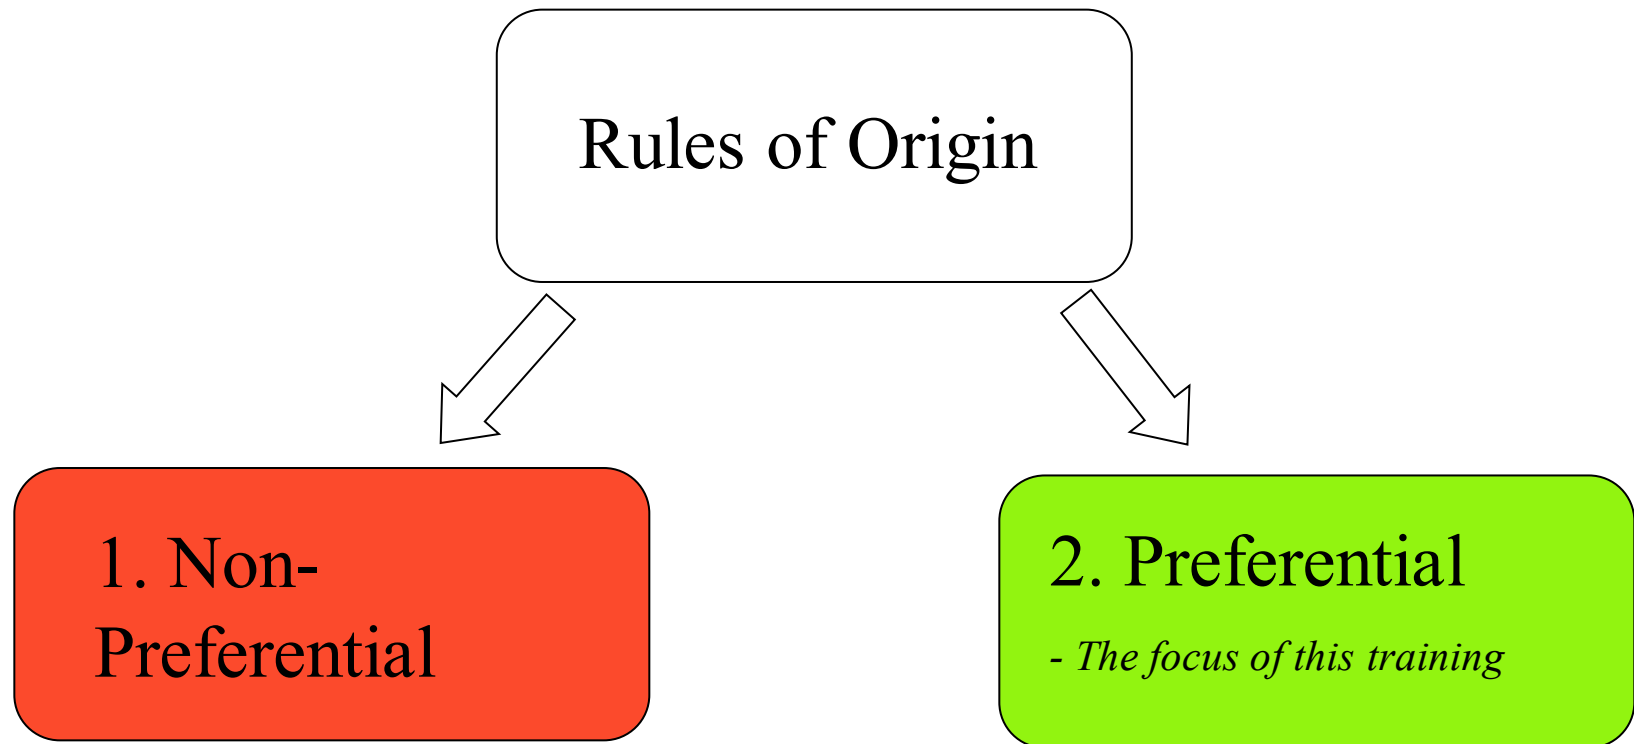 Rules of Origin
1. Non-
Preferential
2. Preferential
- The focus of this training